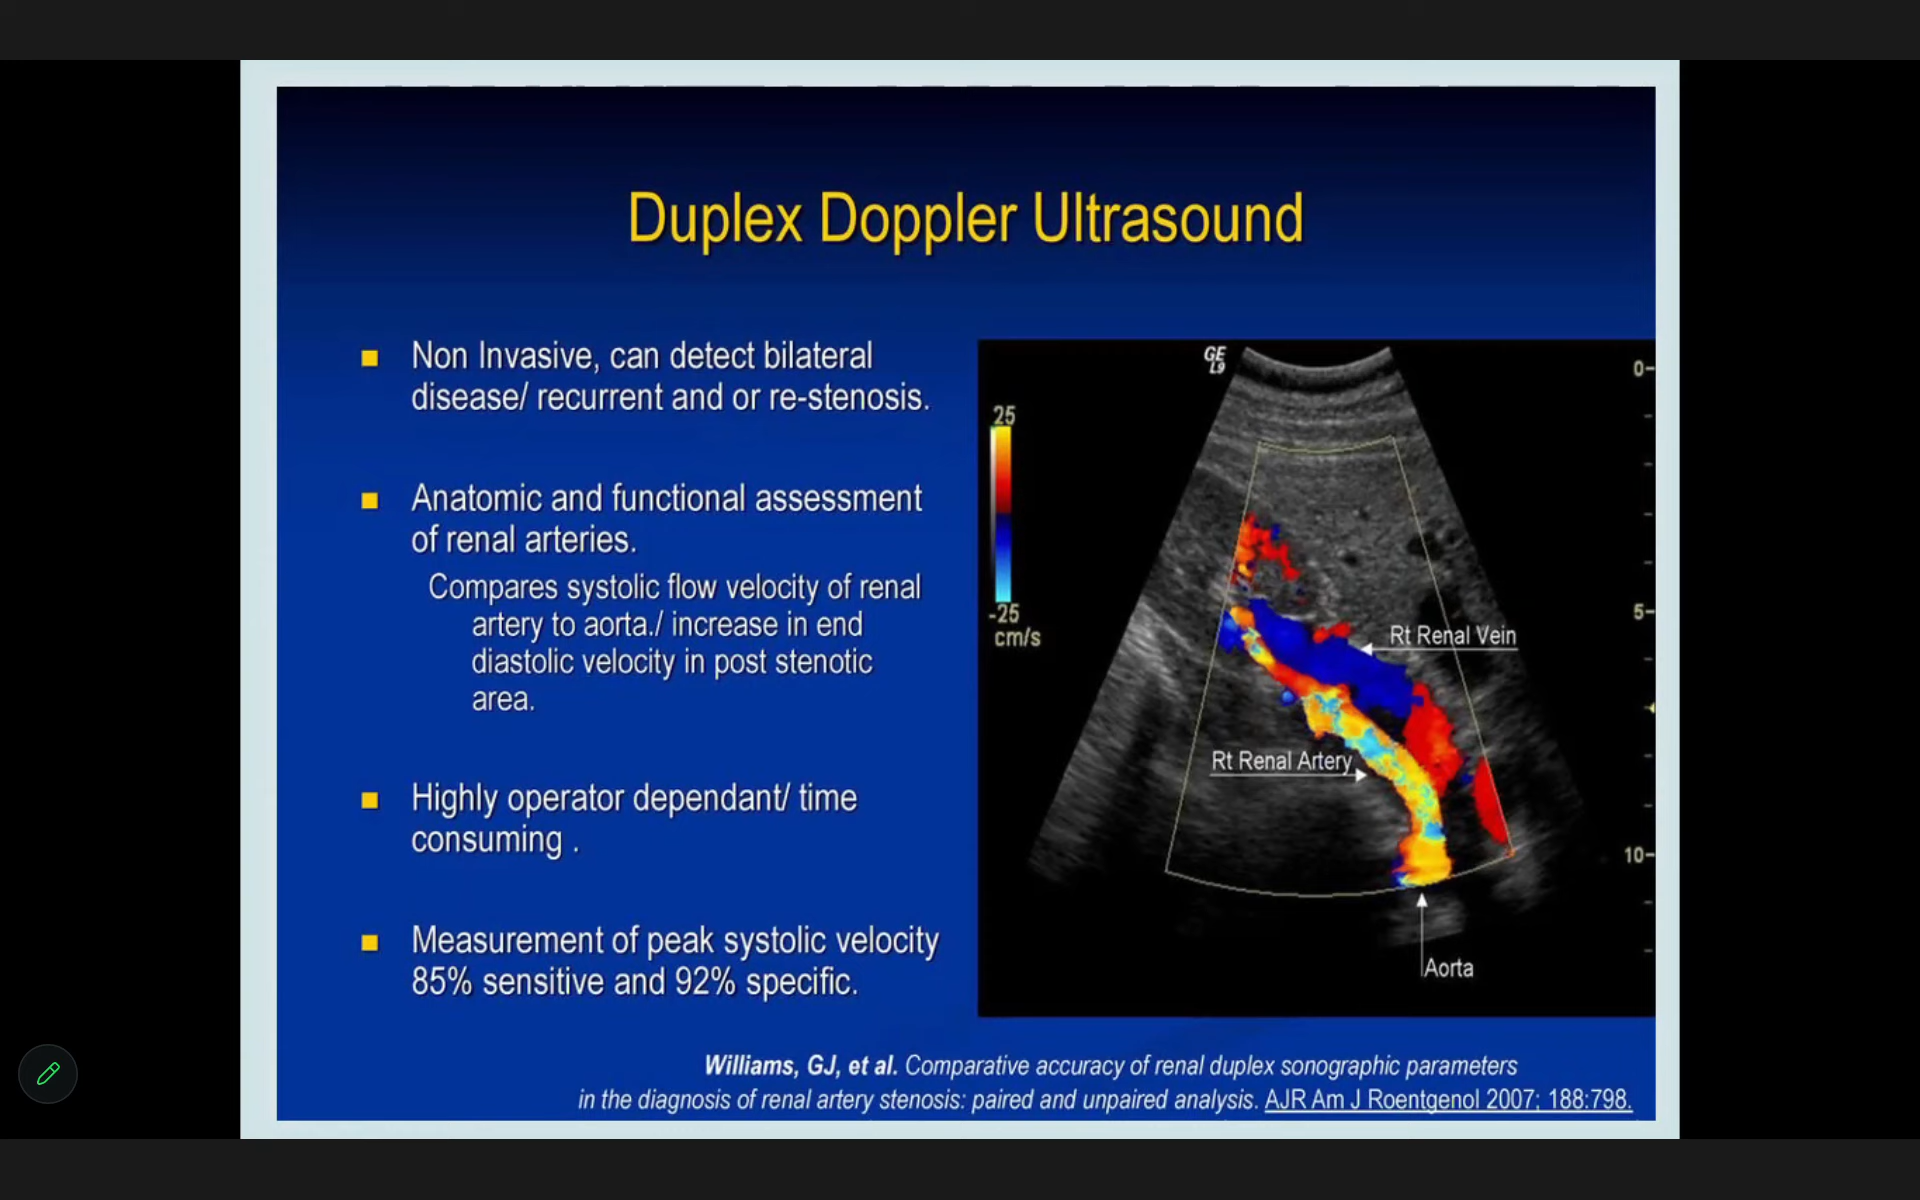 Duplex Doppler Ultrasound
Non Invasive, can detect bilateral
disease/ recurrent and or re-stenosis.
Anatomic and functional assessment
of renal arteries.
Compares systolic flow velocity of renal
artery to aorta./ increase in end
diastolic velocity in post stenotic
area.
Highly operator dependant/ time
consuming .
Measurement of peak systolic velocity
85% sensitive and 92% specific.
GE
L9
25
-25
cm/s
0-
5-
10-
Rt Renal Vein
Rt Renal Artery
Aorta
Williams, GJ, et al. Comparative accuracy of renal duplex sonographic parameters
in the diagnosis of renal artery stenosis: paired and unpaired analysis. AJR Am J Roentgenol 2007; 188:798.